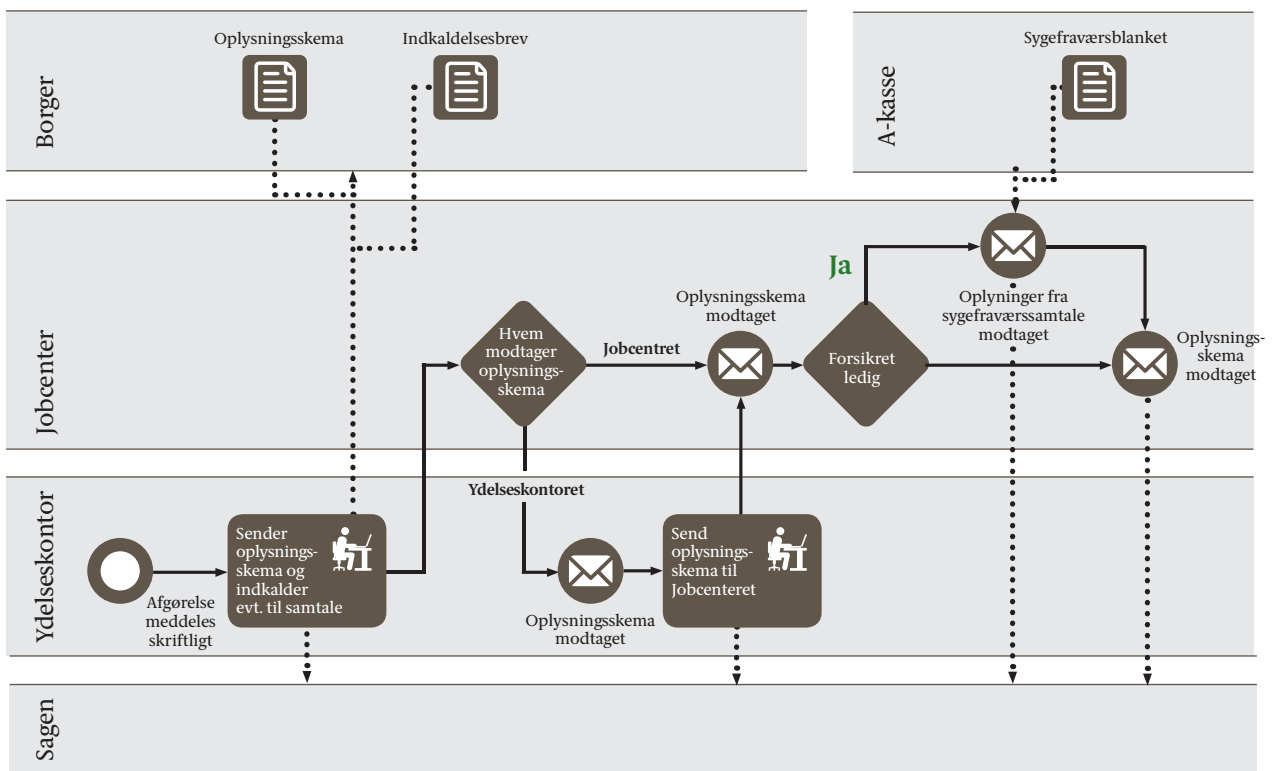 Borger
Oplysningsskema
Indkaldelsesbrev
A-kasse
Sygefraværsblanket
Jobcenter
Hvem
modtager
oplysnings-
skema
Jobcentret
Oplysningsskema
modtaget
Forsikret
ledig
Ja
Oplyninger fra
sygefraværssamtale
modtaget
Oplysnings-
skema
modtaget
Ydelseskontor
Afgørelse
meddeles
skriftligt
Sender
oplysnings-
skema og
indkalder
evt. til samtale
Ydelseskontoret
Oplysningsskema
modtaget
Send
oplysnings-
skema til
Jobcenteret
Sagen